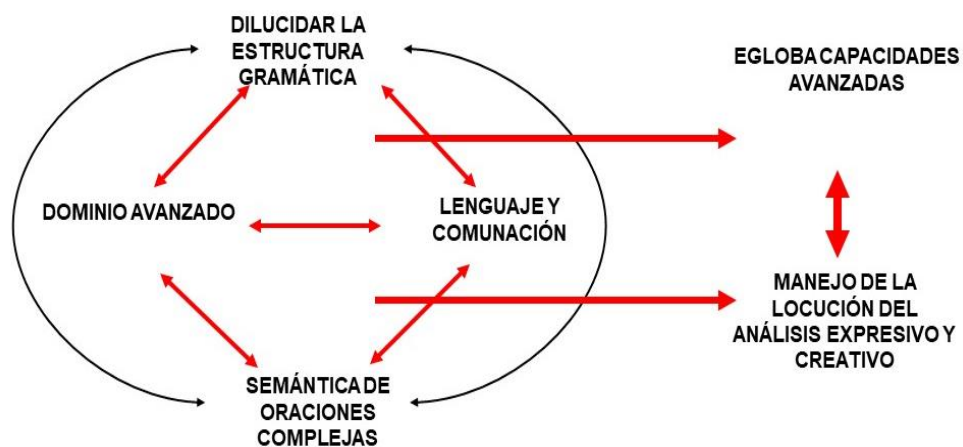 DILUCIDAR LA
ESTRUCTURA
GRAMÁTICA
EGLOBA CAPACIDADES
AVANZADAS
DOMINIO AVANZADO
LENGUAJE Y
COMUNACIÓN
MANEJO DE LA
LOCUCIÓN DEL
ANÁLISIS EXPRESIVO Y
CREATIVO
SEMÁNTICA DE
ORACIONES
COMPLEJAS